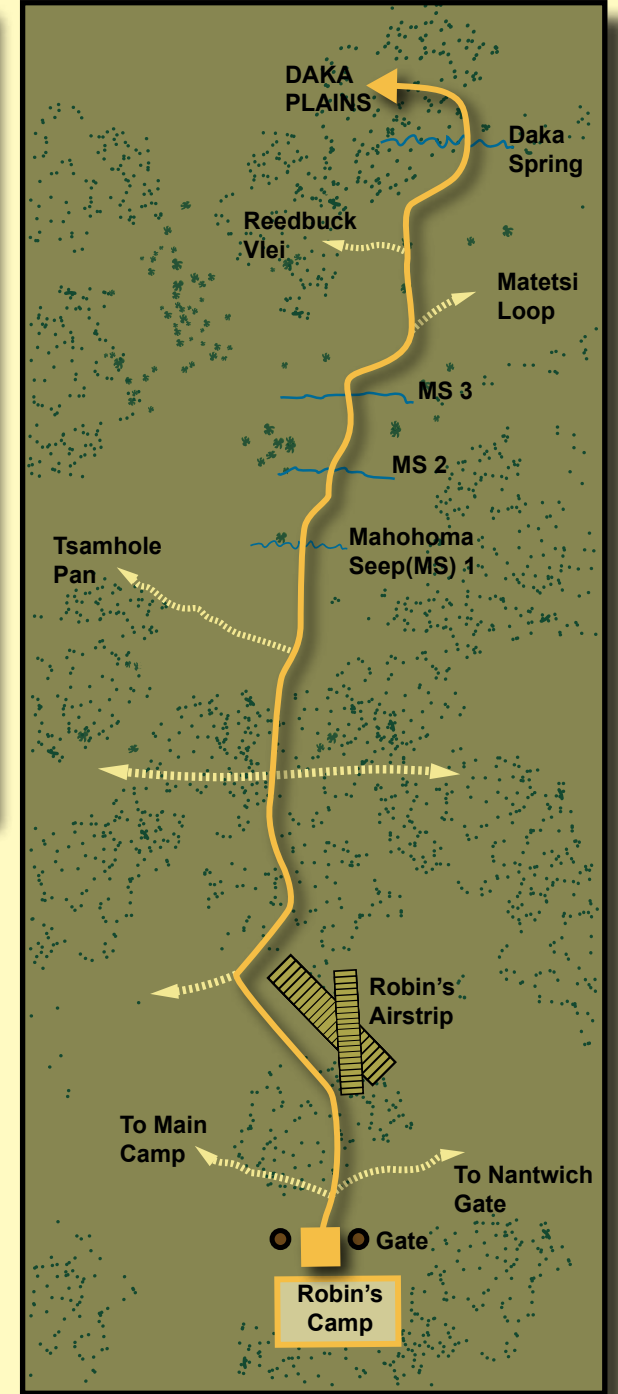 DAKA
PLAINS
Daka
Spring
Reedbuck
Vlei
Matetsi
Loop
MS 3
MS 2
Mahohoma
Seep(MS) 1
Tsamhole
Pan
Robin's
Airstrip
To Main
Camp
To Nantwich
Gate
Gate
Robin's
Camp